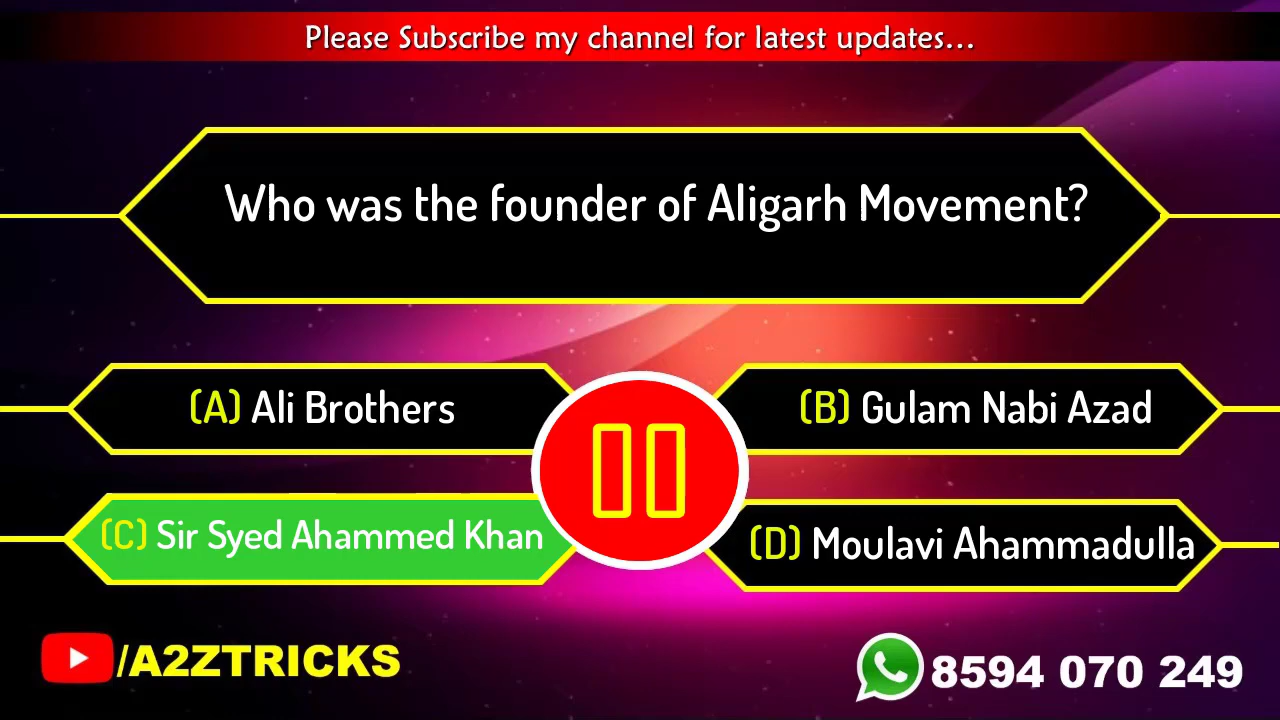 Please Subscribe my channel for latest updates...
Who was the founder of Aligarh Movement?
(A) Ali Brothers
(B) Gulam Nabi Azad
(C) Sir Syed Ahammed Khan
(D) Moulavi Ahammadulla
/A2ZTRICKS
8594 070 249